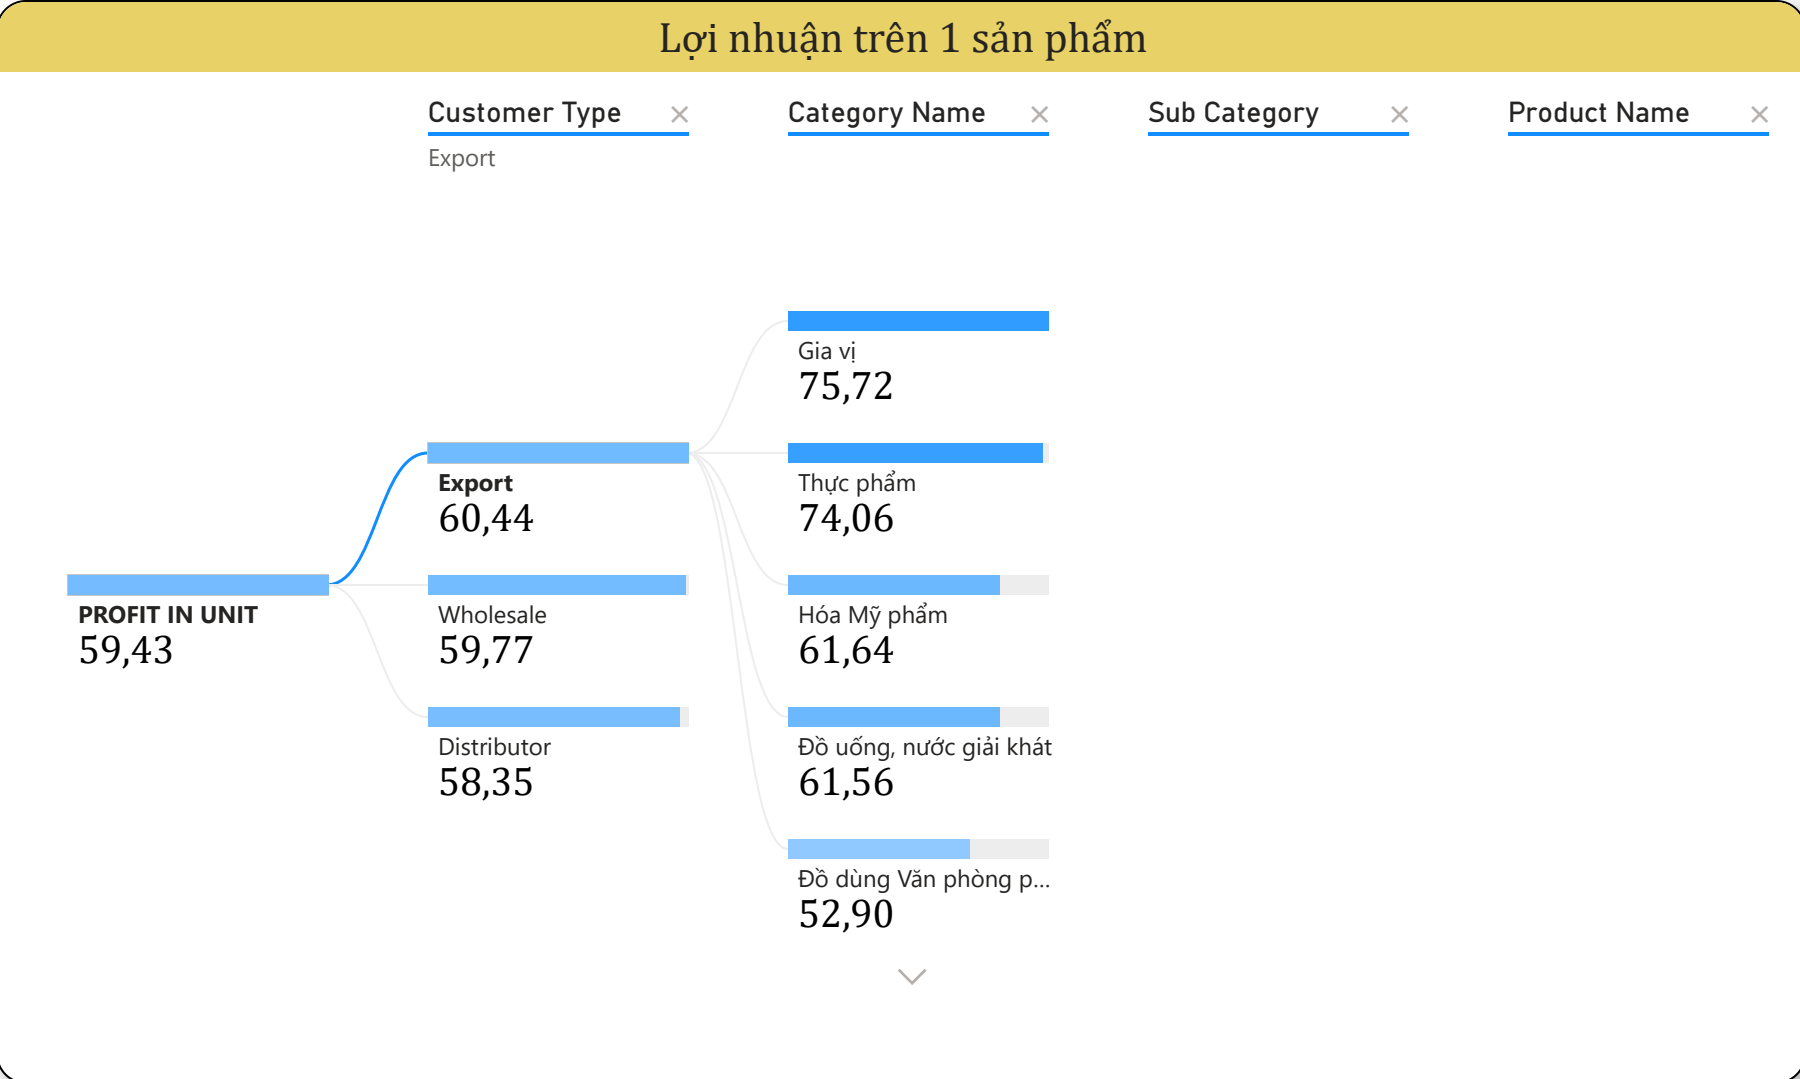 Lợi nhuận trên 1 sản phẩm
Customer Type
Category Name
Sub Category
Product Name
Export
PROFIT IN UNIT
59,43
Export
60,44
Wholesale
59,77
Distributor
58,35
Gia vị
75,72
Thực phẩm
74,06
Hóa Mỹ phẩm
61,64
Đồ uống, nước giải khát
61,56
Đồ dùng Văn phòng p...
52,90